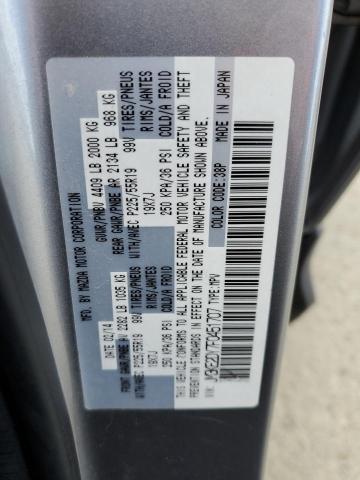 MFD. BY MAZDA MOTOR CORPORATION
DATE: 02/14 GVWR/PNBV 4409 LB 2000 KG
FRONT GAWR/PNBE AV 2282 LB 1035 KG REAR GAWR/PNBE AR 2134 LB 968 KG
WITH/AVEC P225/55R19 99V TIRES/PNEUS WITH/AVEC P225/55R19 99V TIRES/PNEUS
19X7J RIMS/JANTES 19X7J RIMS/JANTES
250 KPA/36 PSI COLD/A FROID 250 KPA/36 PSI COLD/A FROID
THIS VEHICLE CONFORMS TO ALL APPLICABLE FEDERAL MOTOR VEHICLE SAFETY AND THEFT
PREVENTION STANDARDS IN EFFECT ON THE DATE OF MANUFACTURE SHOWN ABOVE.
TYPE: MPV COLOR CODE: 38P MADE IN JAPAN